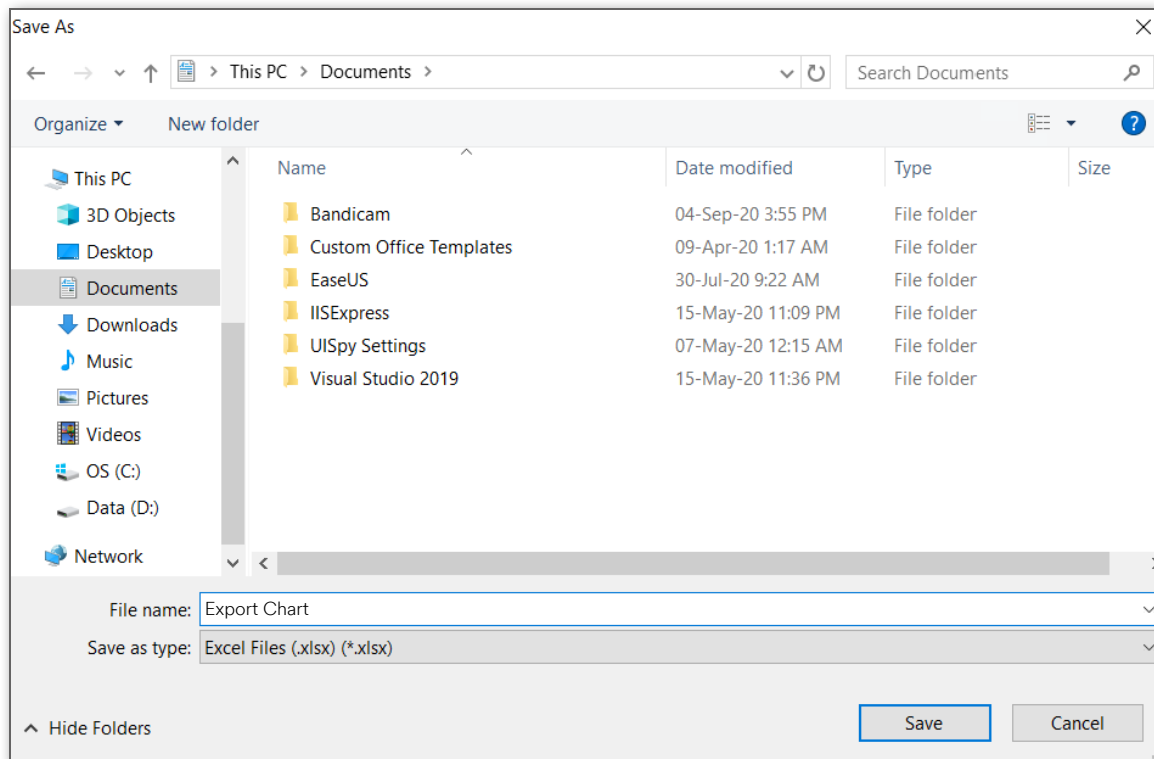 Save As
This PC > Documents >
Search Documents
Organize
New folder
?
This PC
3D Objects
Desktop
Documents
Downloads
Music
Pictures
Videos
OS (C:)
Data (D:)
Network
Name Date modified Type Size
Bandicam 04-Sep-20 3:55 PM File folder
Custom Office Templates 09-Apr-20 1:17 AM File folder
EaseUS 30-Jul-20 9:22 AM File folder
IISExpress 15-May-20 11:09 PM File folder
UISpy Settings 07-May-20 12:15 AM File folder
Visual Studio 2019 15-May-20 11:36 PM File folder
File name: Export Chart
Save as type: Excel Files (.xlsx) (*.xlsx)
Hide Folders
Save
Cancel